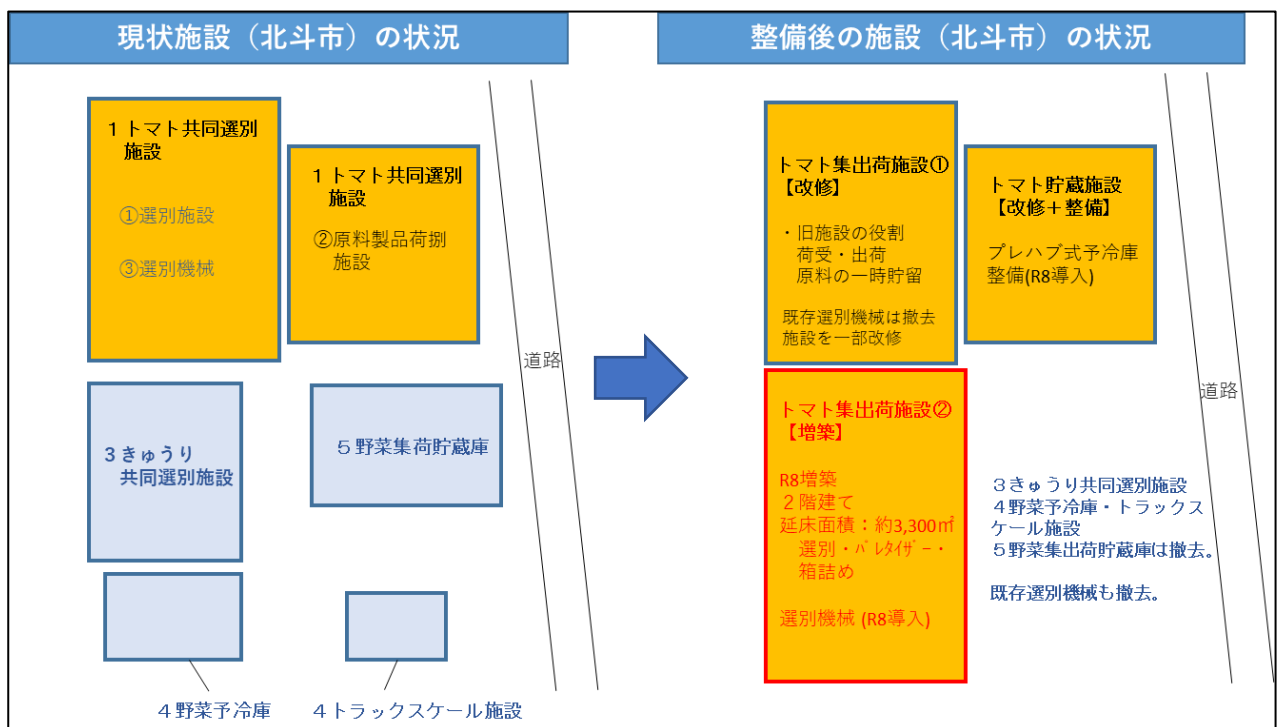 現状施設（北斗市）の状況
１トマト共同選別
施設
①選別施設
③選別機械
１トマト共同選別
施設
②原料製品荷捌
施設
３きゅうり
共同選別施設
５野菜集荷貯蔵庫
４野菜予冷庫
４トラックスケール施設
道路
整備後の施設（北斗市）の状況
トマト集出荷施設①
【改修】
・旧施設の役割
荷受・出荷
原料の一時貯留
既存選別機械は撤去
施設を一部改修
トマト貯蔵施設
【改修＋整備】
プレハブ式予冷庫
整備(R8導入)
トマト集出荷施設②
【増築】
R8増築
２階建て
延床面積：約3,300㎡
選別・ﾊﾟﾚﾀｲｻﾞｰ・
箱詰め
選別機械 (R8導入)
３きゅうり共同選別施設
４野菜予冷庫・トラックス
ケール施設
５野菜集出荷貯蔵庫は撤去。
既存選別機械も撤去。
道路